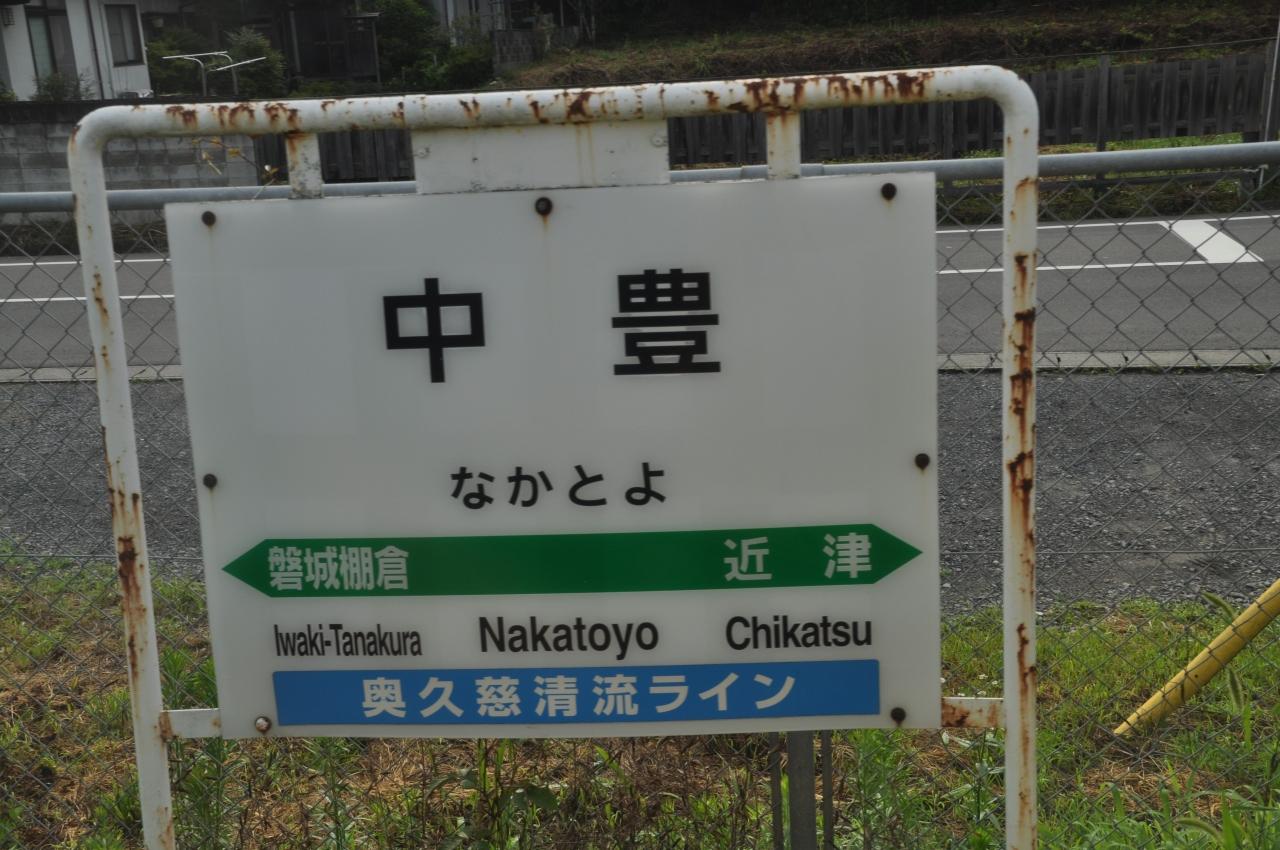 中 豊
なかとよ
磐城棚倉 近 津
Iwaki-Tanakura Nakatoyo Chikatsu
奥久慈清流ライン